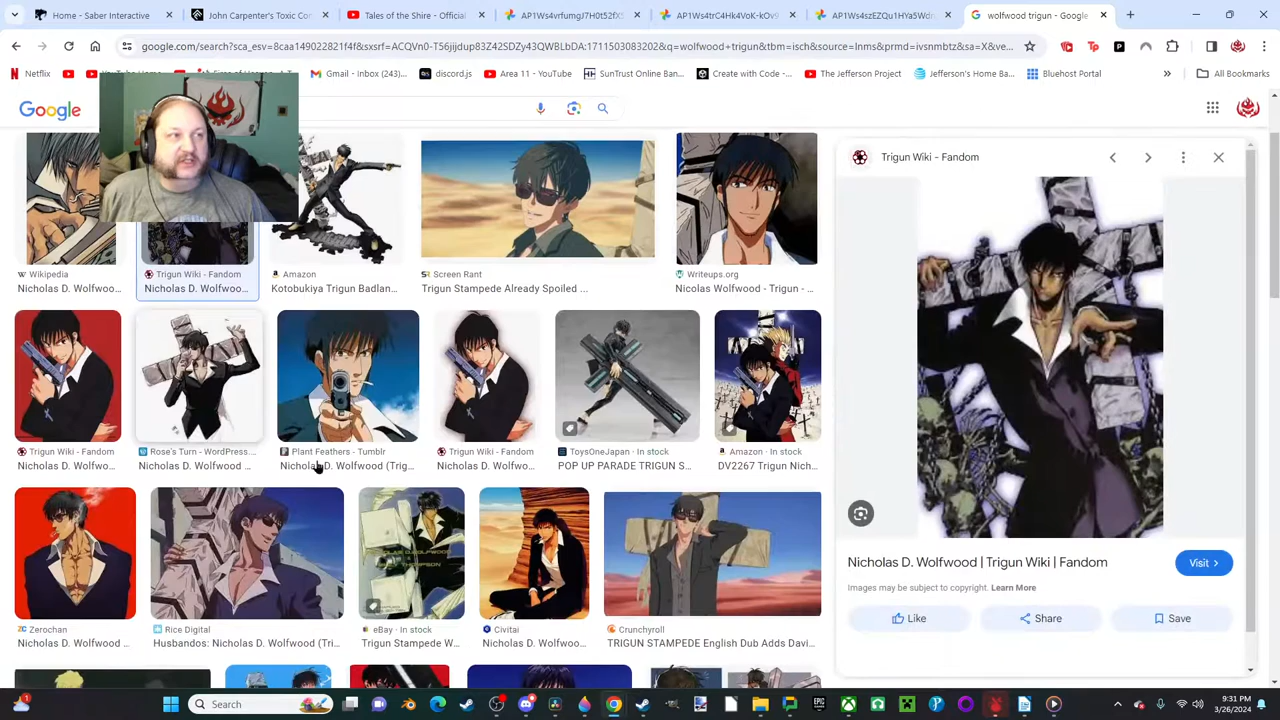 Home - Saber Interactive
John Carpenter's Toxic Com
Tales of the Shire - Official
AP1Ws4vrfumgJ7H0t52fX5
AP1Ws4trC4Hk4VoK-kOv9
AP1Ws4szEZQu1HYa5Wdn
wolfwood trigun - Google
google.com/search?sca_esv=8caa149022821f4f&sxsrf=ACQVn0-T56jijdup83Z42SDZy43QW8LbDA:1711503083202&q=wolfwood+trigun&tbm=isch&source=lnms&prmd=ivsnmbtz&sa=X&ve...
Netflix
Gmail - Inbox (243)...
discord.js
Area 11 - YouTube
SunTrust Online Ban...
Create with Code -...
The Jefferson Project
Jefferson's Home Ba...
Bluehost Portal
All Bookmarks
Google
Trigun Wiki - Fandom
Wikipedia
Nicholas D. Wolfwoo...
Trigun Wiki - Fandom
Nicholas D. Wolfwoo...
Amazon
Kotobukiya Trigun Badlan...
Screen Rant
Trigun Stampede Already Spoiled ...
Writeups.org
Nicolas Wolfwood - Trigun - ...
Trigun Wiki - Fandom
Nicholas D. Wolfwo...
Rose's Turn - WordPress....
Nicholas D. Wolfwood ...
Plant Feathers - Tumblr
Nicholas D. Wolfwood (Trig...
Trigun Wiki - Fandom
Nicholas D. Wolfwo...
ToysOneJapan · In stock
POP UP PARADE TRIGUN S...
Amazon · In stock
DV2267 Trigun Nich...
Zerochan
Nicholas D. Wolfwood ...
Rice Digital
Husbandos: Nicholas D. Wolfwood (Tri...
eBay · In stock
Trigun Stampede W...
Civitai
Nicholas D. Wolfwoo...
Crunchyroll
TRIGUN STAMPEDE English Dub Adds Davi...
Nicholas D. Wolfwood | Trigun Wiki | Fandom
Visit
Images may be subject to copyright. Learn More
Like
Share
Save
Search
9:31 PM
3/26/2024